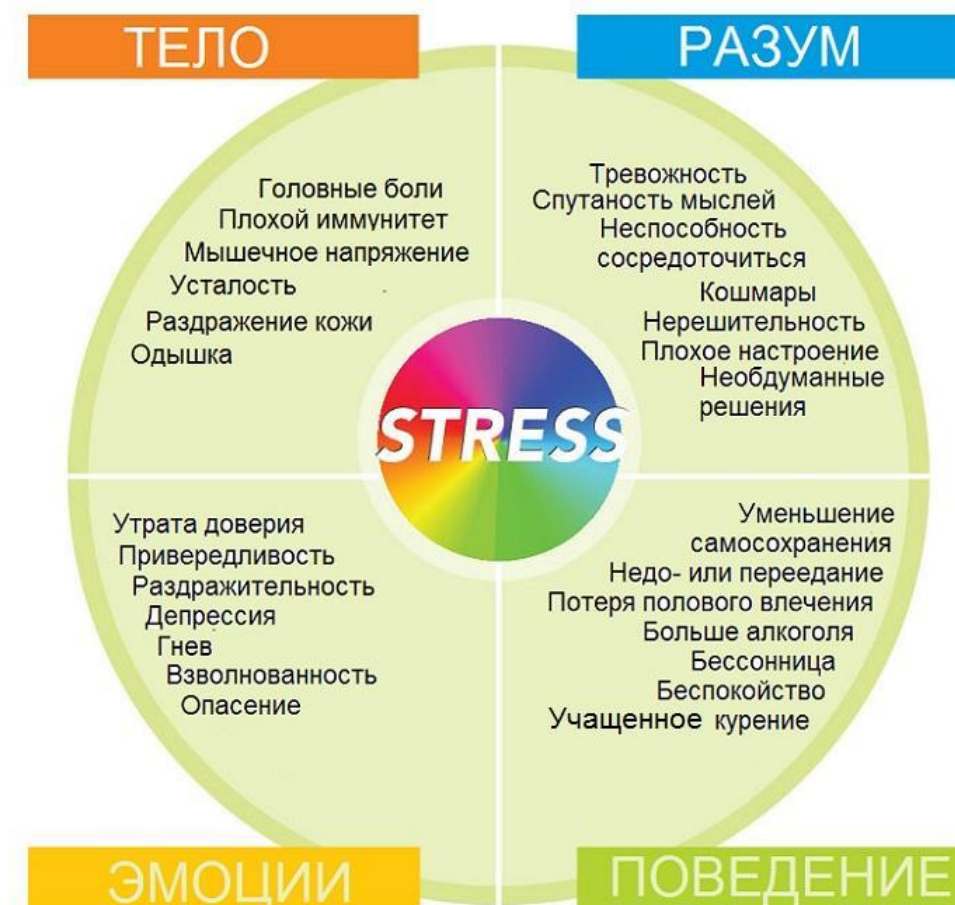 ТЕЛО
Головные боли
Плохой иммунитет
Мышечное напряжение
Усталость
Раздражение кожи
Одышка
РАЗУМ
Тревожность
Спутаность мыслей
Неспособность
сосредоточиться
Кошмары
Нерешительность
Плохое настроение
Необдуманные
решения
STRESS
Утрата доверия
Привередливость
Раздражительность
Депрессия
Гнев
Взволнованность
Опасение
ЭМОЦИИ
Уменьшение
самосохранения
Недо- или переедание
Потеря полового влечения
Больше алкоголя
Бессонница
Беспокойство
Учащенное курение
ПОВЕДЕНИЕ